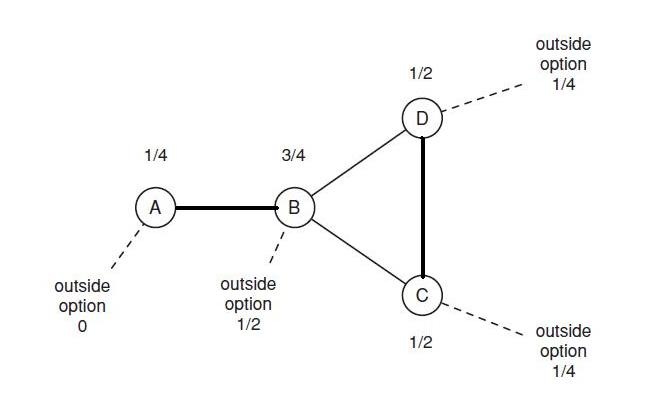 outside
option
1/4
1/2
D
1/4
3/4
A
B
outside
option
0
outside
option
1/2
C
1/2
outside
option
1/4